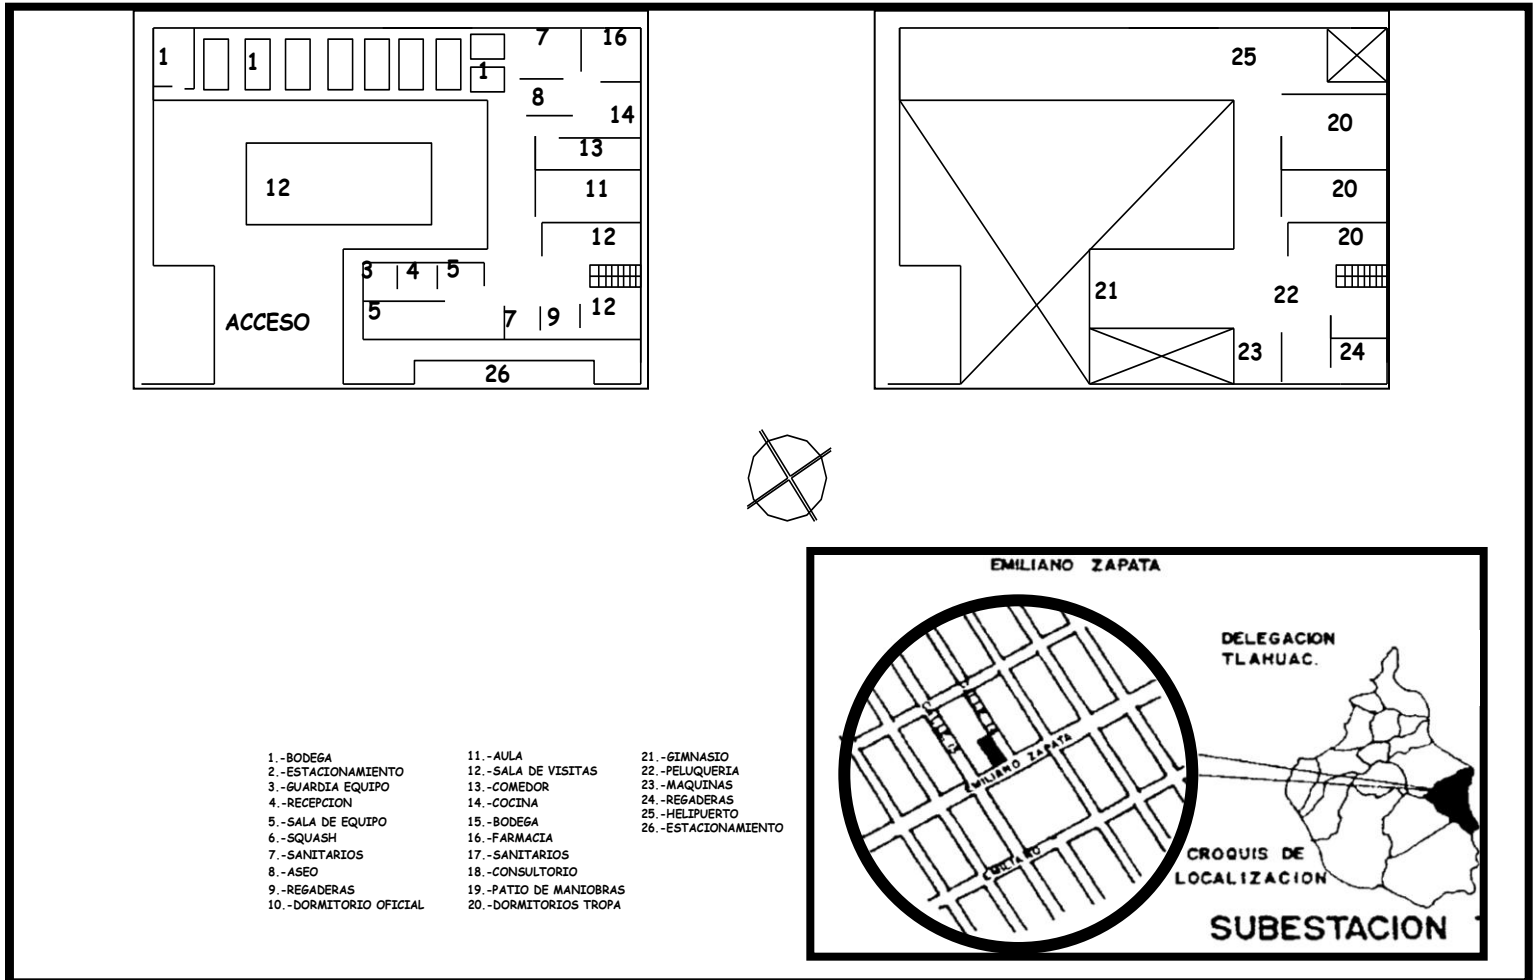 1
1
1
7
16
8
14
13
12
11
12
3
4
5
5
7
9
12
ACCESO
26
25
20
20
20
21
22
23
24
EMILIANO ZAPATA
DELEGACION
TLAHUAC.
EMILIANO ZAPATA
EMILIANO
CROQUIS DE
LOCALIZACION
SUBESTACION
1.-BODEGA
2.-ESTACIONAMIENTO
3.-GUARDIA EQUIPO
4.-RECEPCION
5.-SALA DE EQUIPO
6.-SQUASH
7.-SANITARIOS
8.-ASEO
9.-REGADERAS
10.-DORMITORIO OFICIAL
11.-AULA
12.-SALA DE VISITAS
13.-COMEDOR
14.-COCINA
15.-BODEGA
16.-FARMACIA
17.-SANITARIOS
18.-CONSULTORIO
19.-PATIO DE MANIOBRAS
20.-DORMITORIOS TROPA
21.-GIMNASIO
22.-PELUQUERIA
23.-MAQUINAS
24.-REGADERAS
25.-HELIPUERTO
26.-ESTACIONAMIENTO